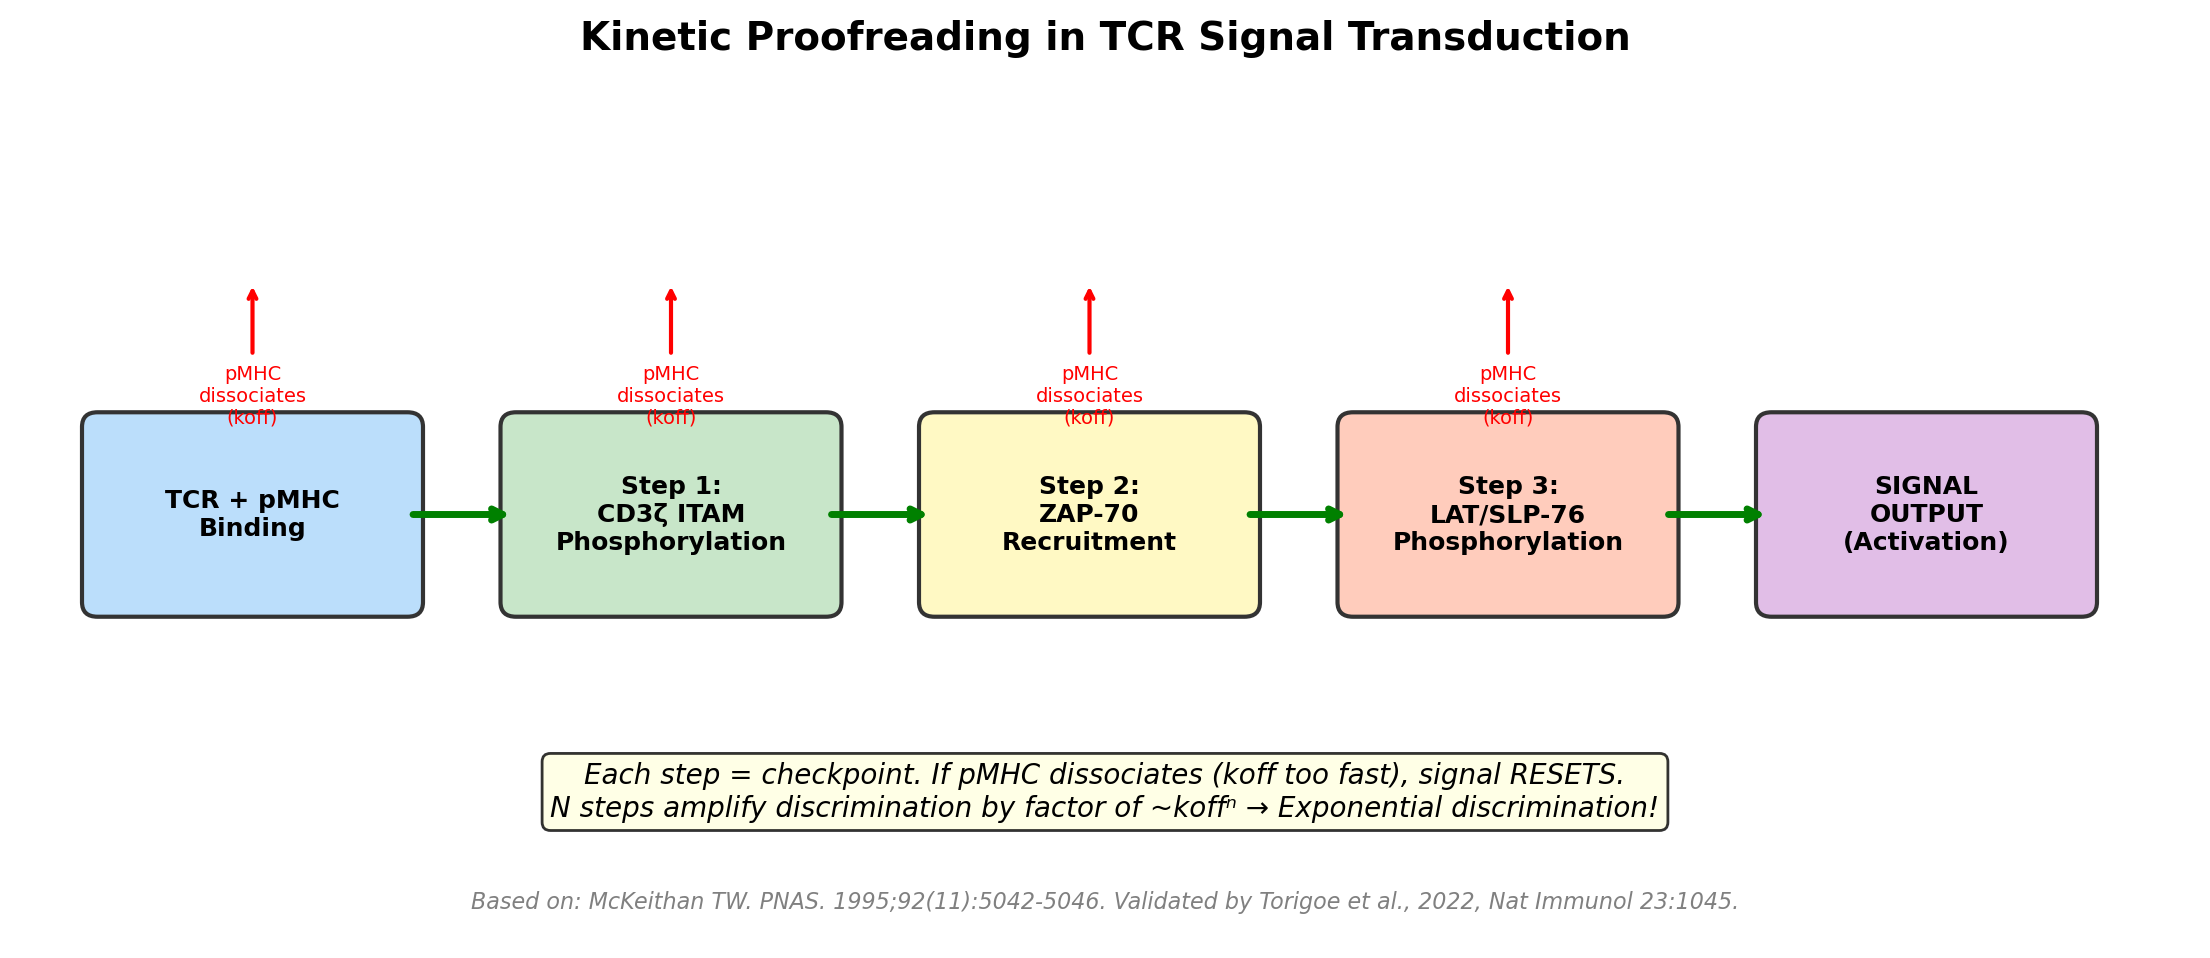 Kinetic Proofreading in TCR Signal Transduction
pMHC
dissociates
(koff)
pMHC
dissociates
(koff)
pMHC
dissociates
(koff)
pMHC
dissociates
(koff)
TCR + pMHC
Binding
Step 1:
CD3ζ ITAM
Phosphorylation
Step 2:
ZAP-70
Recruitment
Step 3:
LAT/SLP-76
Phosphorylation
SIGNAL
OUTPUT
(Activation)
Each step = checkpoint. If pMHC dissociates (koff too fast), signal RESETS.
N steps amplify discrimination by factor of ~koffⁿ → Exponential discrimination!
Based on: McKeithan TW. PNAS. 1995;92(11):5042-5046. Validated by Torigoe et al., 2022, Nat Immunol 23:1045.